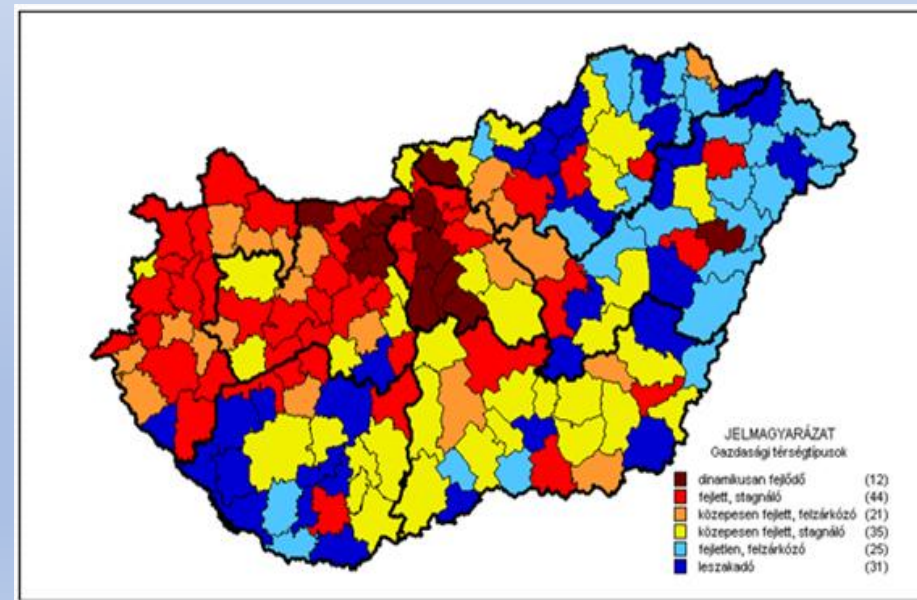 JELMAGYARÁZAT
Gazdasági térségtípusok
dinamikusan fejlődő (12)
fejlett, stagnáló (44)
közepesen fejlett, felzárkózó (21)
közepesen fejlett, stagnáló (35)
fejletlen, felzárkózó (25)
leszakadó (31)